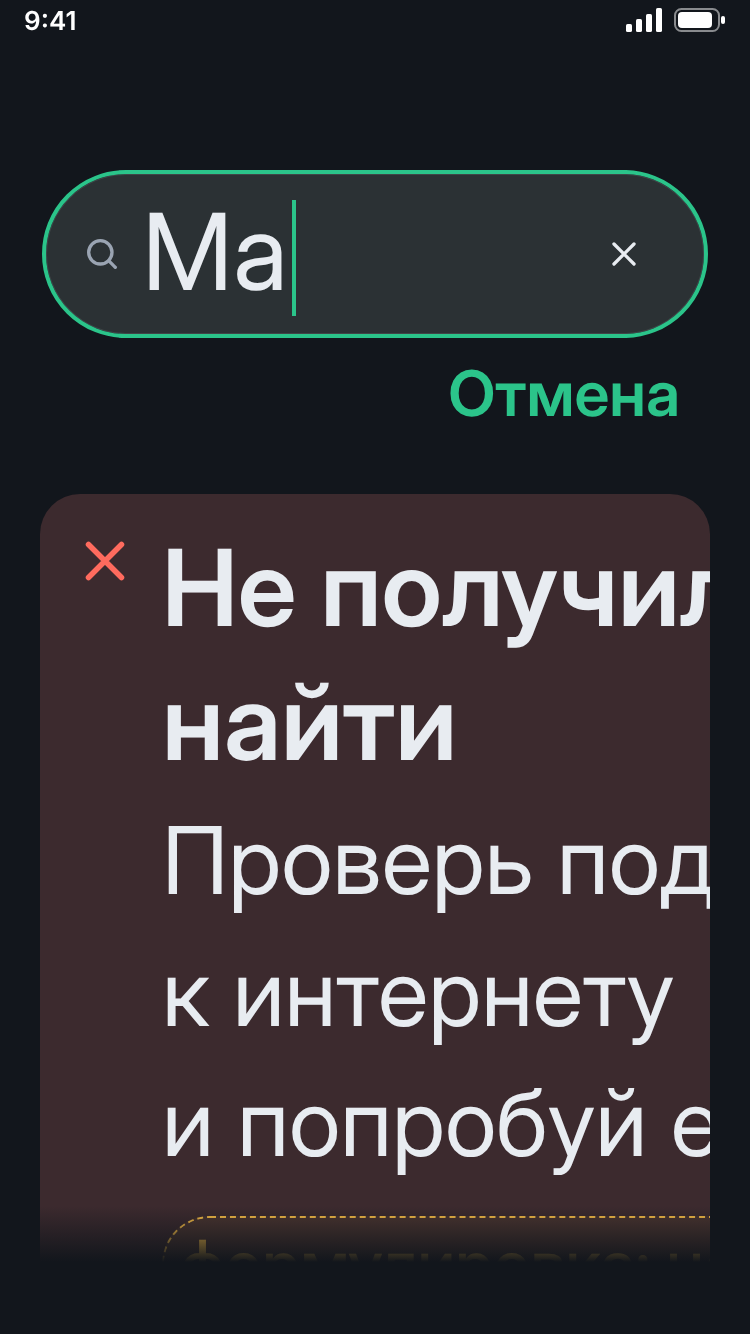 9:41
Ма
Отмена
Не получил
найти
Проверь под
к интернету
и попробуй е